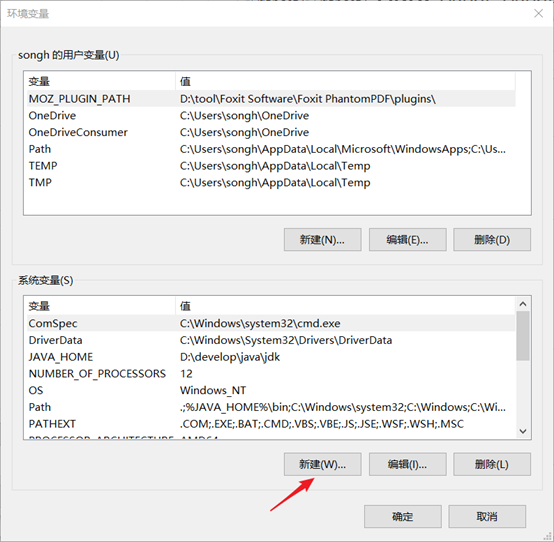 环境变量
songh 的用户变量(U)
变量 值
MOZ_PLUGIN_PATH D:\tool\Foxit Software\Foxit PhantomPDF\plugins\
OneDrive C:\Users\songh\OneDrive
OneDriveConsumer C:\Users\songh\OneDrive
Path C:\Users\songh\AppData\Local\Microsoft\WindowsApps;C:\Us...
TEMP C:\Users\songh\AppData\Local\Temp
TMP C:\Users\songh\AppData\Local\Temp
新建(N)... 编辑(E)... 删除(D)
系统变量(S)
变量 值
ComSpec C:\Windows\system32\cmd.exe
DriverData C:\Windows\System32\Drivers\DriverData
JAVA_HOME D:\develop\java\jdk
NUMBER_OF_PROCESSORS 12
OS Windows_NT
Path .;%JAVA_HOME%\bin;C:\Windows\system32;C:\Windows;C:\Wi...
PATHEXT .COM;.EXE;.BAT;.CMD;.VBS;.VBE;.JS;.JSE;.WSF;.WSH;.MSC
PROCESSOR_ARCHITECTURE AMD64
新建(W)... 编辑(I)... 删除(L)
确定 取消